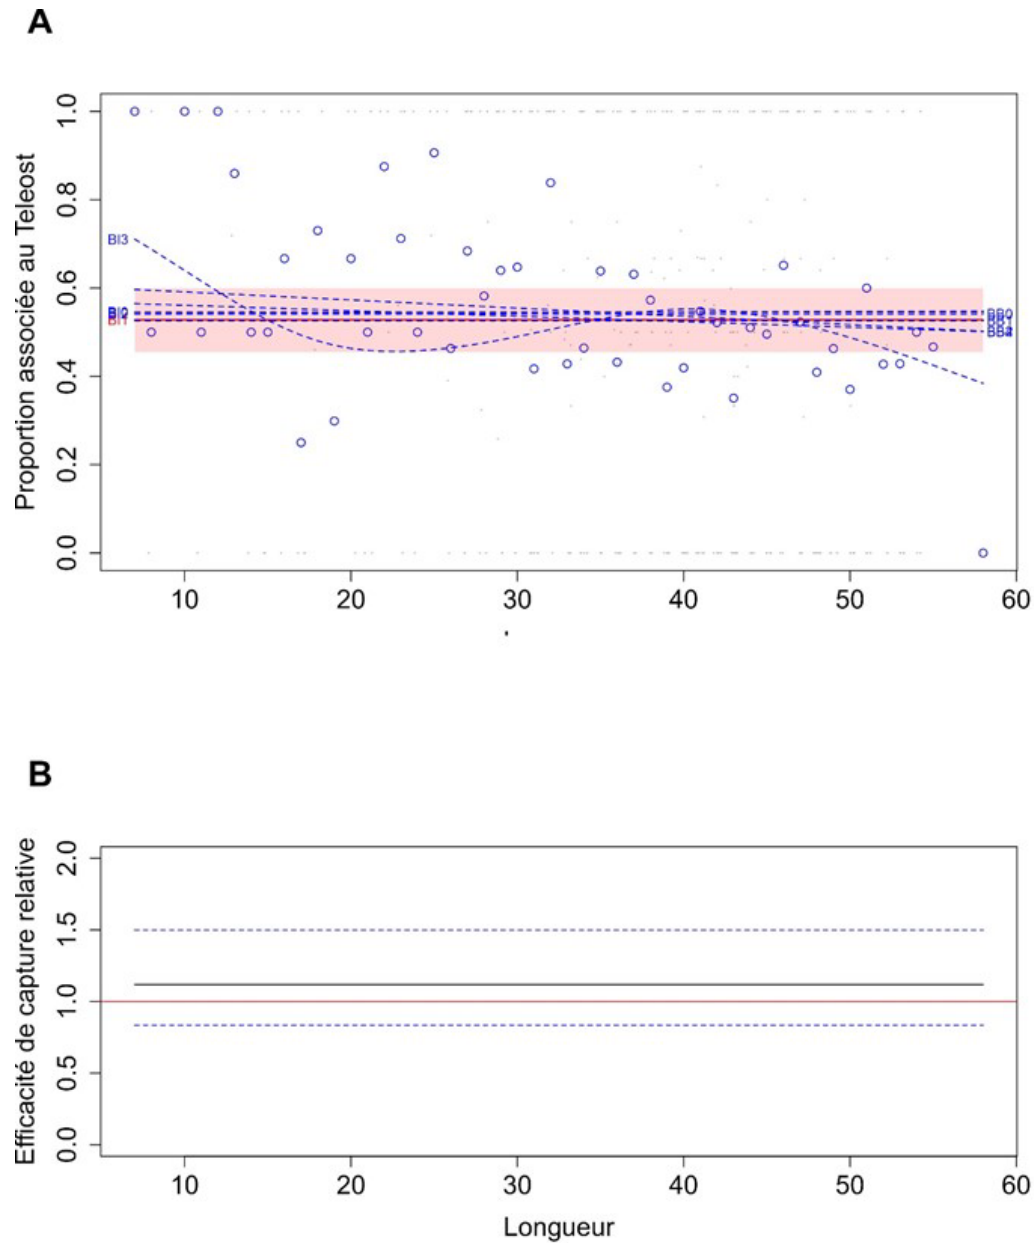 A
Proportion associée au Teleost
1.0
0.8
0.6
0.4
0.2
0.0
BI3
BI0
BI1
BB0
BB4
10 20 30 40 50 60
B
Efficacité de capture relative
2.0
1.5
1.0
0.5
0.0
10 20 30 40 50 60
Longueur